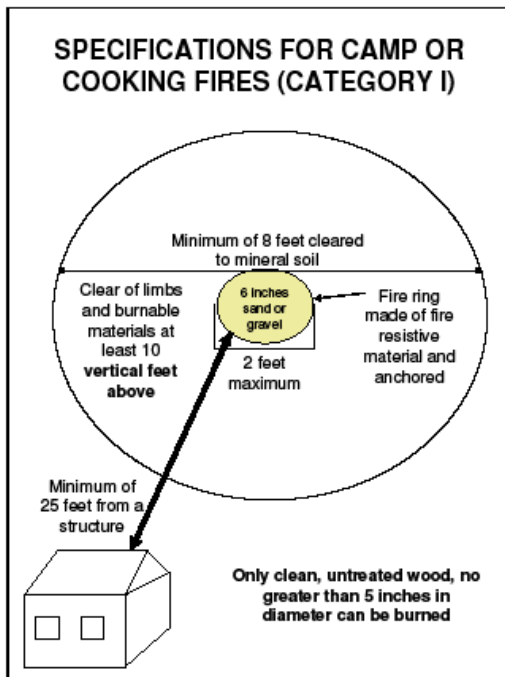 SPECIFICATIONS FOR CAMP OR
COOKING FIRES (CATEGORY I)
Minimum of 8 feet cleared
to mineral soil
Clear of limbs
and burnable
materials at
least 10
vertical feet
above
6 inches
sand or
gravel
Fire ring
made of fire
resistive
material and
anchored
2 feet
maximum
Minimum of
25 feet from a
structure
Only clean, untreated wood, no
greater than 5 inches in
diameter can be burned